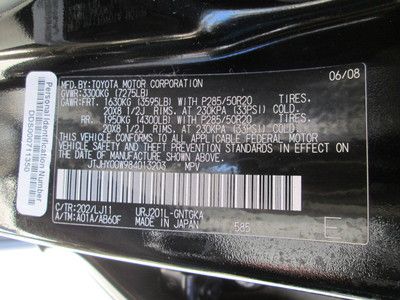 MFD.BY:TOYOTA MOTOR CORPORATION 06/08
GVWR:3300KG (7275LB)
GAWR:FRT. 1630KG (3595LB) WITH P285/50R20 TIRES,
20X8 1/2J RIMS, AT 230KPA (33PSI) COLD
RR. 1950KG (4300LB) WITH P285/50R20 TIRES,
20X8 1/2J RIMS, AT 230KPA (33PSI) COLD
THIS VEHICLE CONFORMS TO ALL APPLICABLE FEDERAL MOTOR
VEHICLE SAFETY, BUMPER, AND THEFT PREVENTION STANDARDS IN
EFFECT ON THE DATE OF MANUFACTURE SHOWN ABOVE.
JTJHY00W984013203 MPV
C/TR:202/LJ11 URJ201L-GNTGKA
A/TM:A01A/AB60F MADE IN JAPAN 585 E
Personal Identification Number